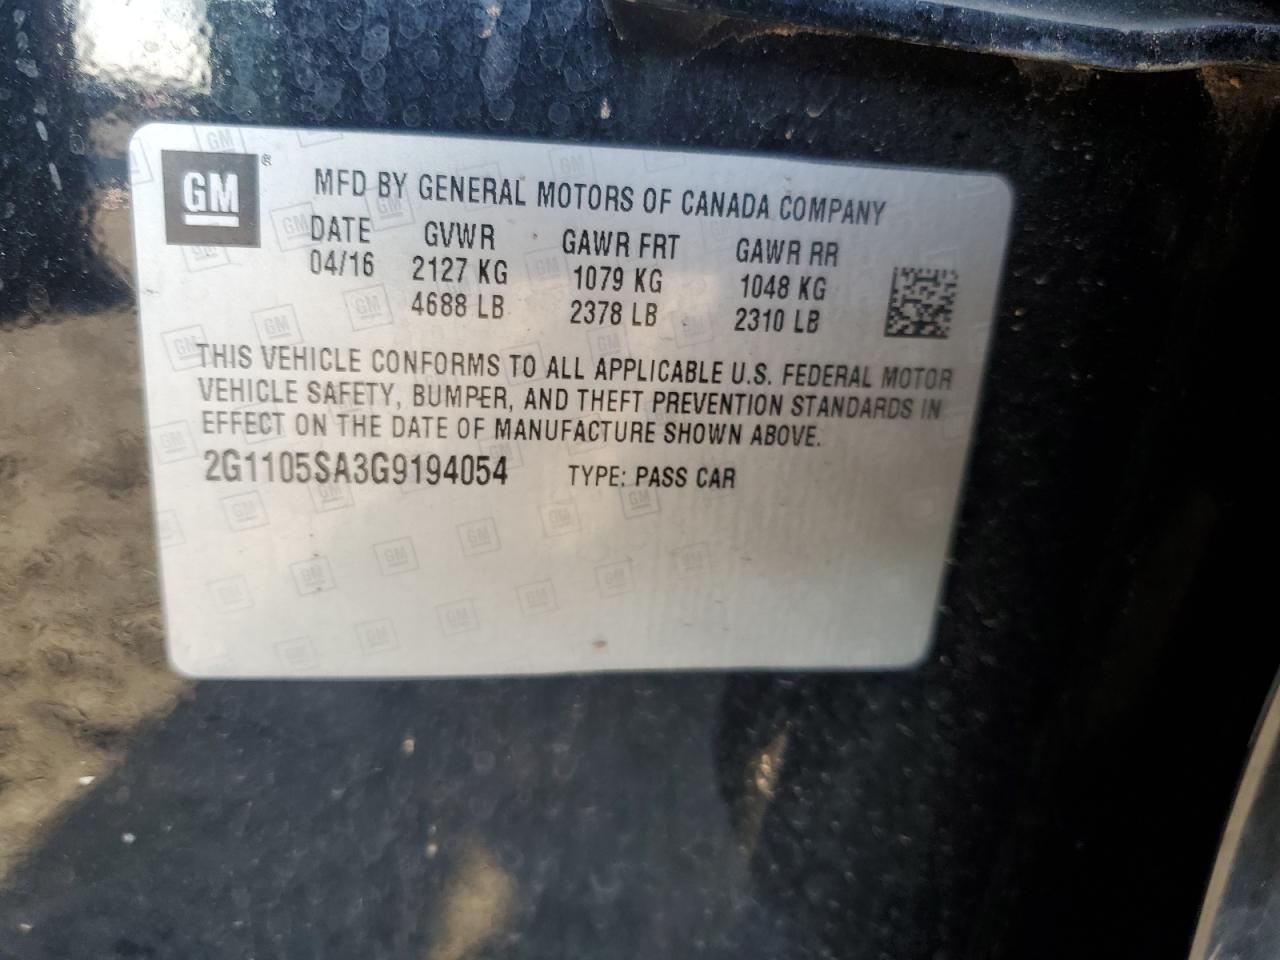 GM ®
MFD BY GENERAL MOTORS OF CANADA COMPANY
DATE GVWR GAWR FRT GAWR RR
04/16 2127 KG 1079 KG 1048 KG
4688 LB 2378 LB 2310 LB
THIS VEHICLE CONFORMS TO ALL APPLICABLE U.S. FEDERAL MOTOR
VEHICLE SAFETY, BUMPER, AND THEFT PREVENTION STANDARDS IN
EFFECT ON THE DATE OF MANUFACTURE SHOWN ABOVE.
2G1105SA3G9194054 TYPE: PASS CAR